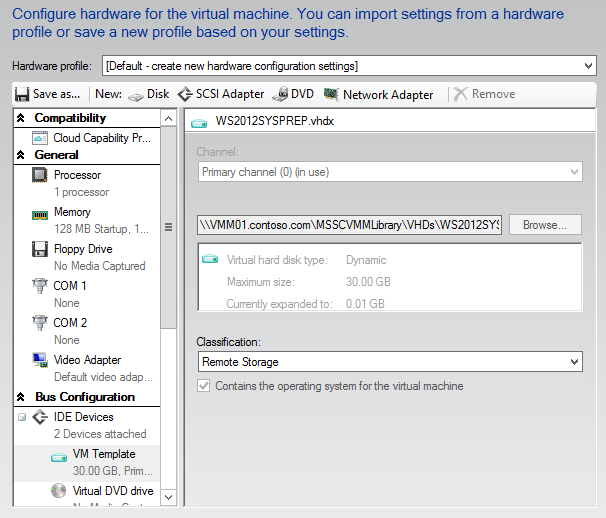 Configure hardware for the virtual machine. You can import settings from a hardware
profile or save a new profile based on your settings.
Hardware profile: [Default - create new hardware configuration settings]
Save as... New: Disk SCSI Adapter DVD Network Adapter Remove
Compatibility
Cloud Capability Pr...
General
Processor
1 processor
Memory
128 MB Startup, 1...
Floppy Drive
No Media Captured
COM 1
None
COM 2
None
Video Adapter
Default video adap...
Bus Configuration
IDE Devices
2 Devices attached
VM Template
30.00 GB, Prim...
Virtual DVD drive
WS2012SYSPREP.vhdx
Channel:
Primary channel (0) (in use)
\\VMM01.contoso.com\MSSCVMMLibrary\VHDs\WS2012SYS
Browse...
Virtual hard disk type: Dynamic
Maximum size: 30.00 GB
Currently expanded to: 0.01 GB
Classification:
Remote Storage
Contains the operating system for the virtual machine